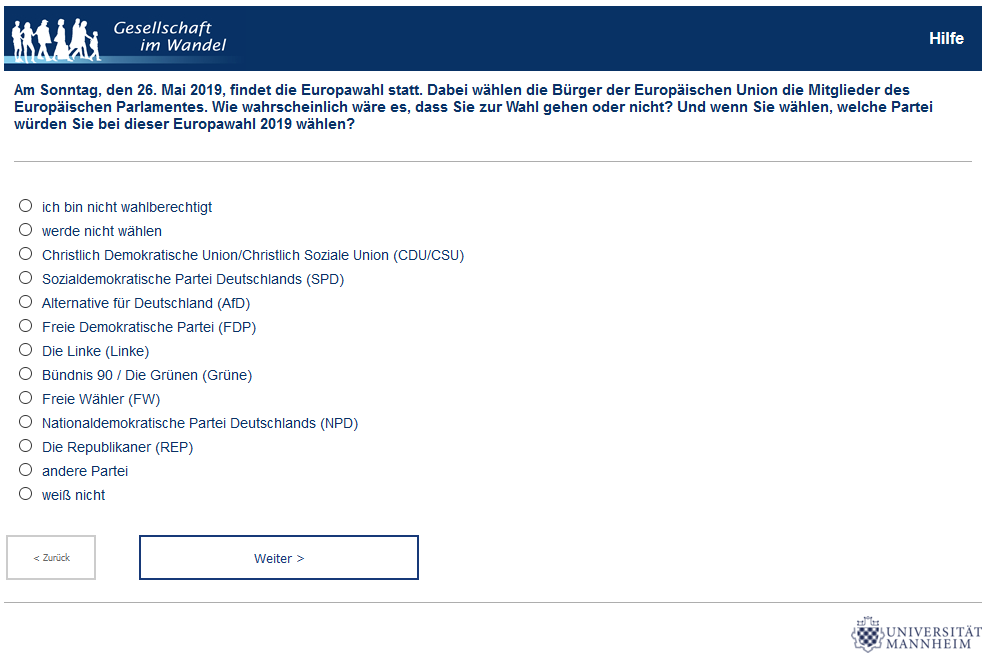 Gesellschaft
im Wandel
Hilfe
Am Sonntag, den 26. Mai 2019, findet die Europawahl statt. Dabei wählen die Bürger der Europäischen Union die Mitglieder des
Europäischen Parlamentes. Wie wahrscheinlich wäre es, dass Sie zur Wahl gehen oder nicht? Und wenn Sie wählen, welche Partei
würden Sie bei dieser Europawahl 2019 wählen?
ich bin nicht wahlberechtigt
werde nicht wählen
Christlich Demokratische Union/Christlich Soziale Union (CDU/CSU)
Sozialdemokratische Partei Deutschlands (SPD)
Alternative für Deutschland (AfD)
Freie Demokratische Partei (FDP)
Die Linke (Linke)
Bündnis 90 / Die Grünen (Grüne)
Freie Wähler (FW)
Nationaldemokratische Partei Deutschlands (NPD)
Die Republikaner (REP)
andere Partei
weiß nicht
< Zurück
Weiter >
UNIVERSITÄT
MANNHEIM